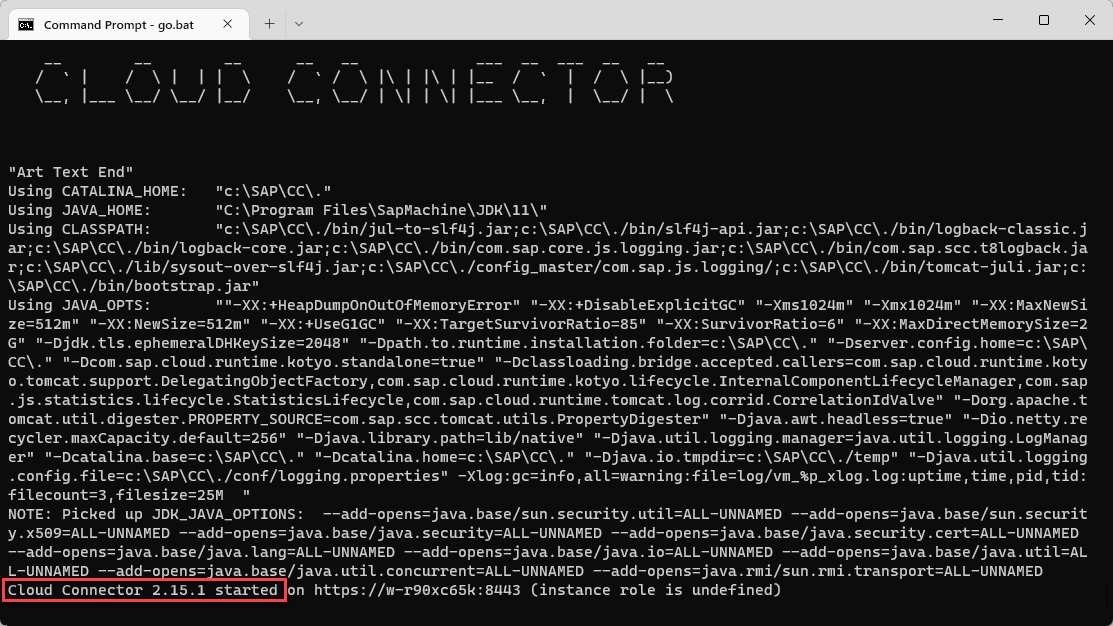 Command Prompt - go.bat
CLOUD CONNECTOR
"Art Text End"
Using CATALINA_HOME:   "c:\SAP\CC\."
Using JAVA_HOME:       "C:\Program Files\SapMachine\JDK\11\"
Using CLASSPATH:       "c:\SAP\CC\./bin/jul-to-slf4j.jar;c:\SAP\CC\./bin/slf4j-api.jar;c:\SAP\CC\./bin/logback-classic.j
ar;c:\SAP\CC\./bin/logback-core.jar;c:\SAP\CC\./bin/com.sap.core.js.logging.jar;c:\SAP\CC\./bin/com.sap.scc.t8logback.ja
r;c:\SAP\CC\./lib/sysout-over-slf4j.jar;c:\SAP\CC\./config_master/com.sap.js.logging/;c:\SAP\CC\./bin/tomcat-juli.jar;c:
\SAP\CC\./bin/bootstrap.jar"
Using JAVA_OPTS:       ""-XX:+HeapDumpOnOutOfMemoryError" "-XX:+DisableExplicitGC" "-Xms1024m" "-Xmx1024m" "-XX:MaxNewSi
ze=512m" "-XX:NewSize=512m" "-XX:+UseG1GC" "-XX:TargetSurvivorRatio=85" "-XX:SurvivorRatio=6" "-XX:MaxDirectMemorySize=2
G" "-Djdk.tls.ephemeralDHKeySize=2048" "-Dpath.to.runtime.installation.folder=c:\SAP\CC\." "-Dserver.config.home=c:\SAP\
CC\." "-Dcom.sap.cloud.runtime.kotyo.standalone=true" "-Dclassloading.bridge.accepted.callers=com.sap.cloud.runtime.koty
o.tomcat.support.DelegatingObjectFactory,com.sap.cloud.runtime.kotyo.lifecycle.InternalComponentLifecycleManager,com.sap
.js.statistics.lifecycle.StatisticsLifecycle,com.sap.cloud.runtime.tomcat.log.corrid.CorrelationIdValve" "-Dorg.apache.t
omcat.util.digester.PROPERTY_SOURCE=com.sap.scc.tomcat.utils.PropertyDigester" "-Djava.awt.headless=true" "-Dio.netty.re
cycler.maxCapacity.default=256" "-Djava.library.path=lib/native" "-Djava.util.logging.manager=java.util.logging.LogManag
er" "-Dcatalina.base=c:\SAP\CC\." "-Dcatalina.home=c:\SAP\CC\." "-Djava.io.tmpdir=c:\SAP\CC\./temp" "-Djava.util.logging
.config.file=c:\SAP\CC\./conf/logging.properties" -Xlog:gc=info,all=warning:file=log/vm_%p_xlog.log:uptime,time,pid,tid:
filecount=3,filesize=25M  "
NOTE: Picked up JDK_JAVA_OPTIONS:  --add-opens=java.base/sun.security.util=ALL-UNNAMED --add-opens=java.base/sun.securit
y.x509=ALL-UNNAMED --add-opens=java.base/java.security=ALL-UNNAMED --add-opens=java.base/java.security.cert=ALL-UNNAMED
--add-opens=java.base/java.lang=ALL-UNNAMED --add-opens=java.base/java.io=ALL-UNNAMED --add-opens=java.base/java.util=AL
L-UNNAMED --add-opens=java.base/java.util.concurrent=ALL-UNNAMED --add-opens=java.rmi/sun.rmi.transport=ALL-UNNAMED
Cloud Connector 2.15.1 started on https://w-r90xc65k:8443 (instance role is undefined)